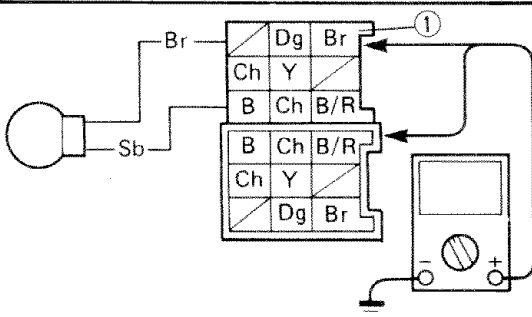 ①
Br
Dg Br
Ch Y
B Ch B/R
Sb
B Ch B/R
Ch Y
Dg Br
- +